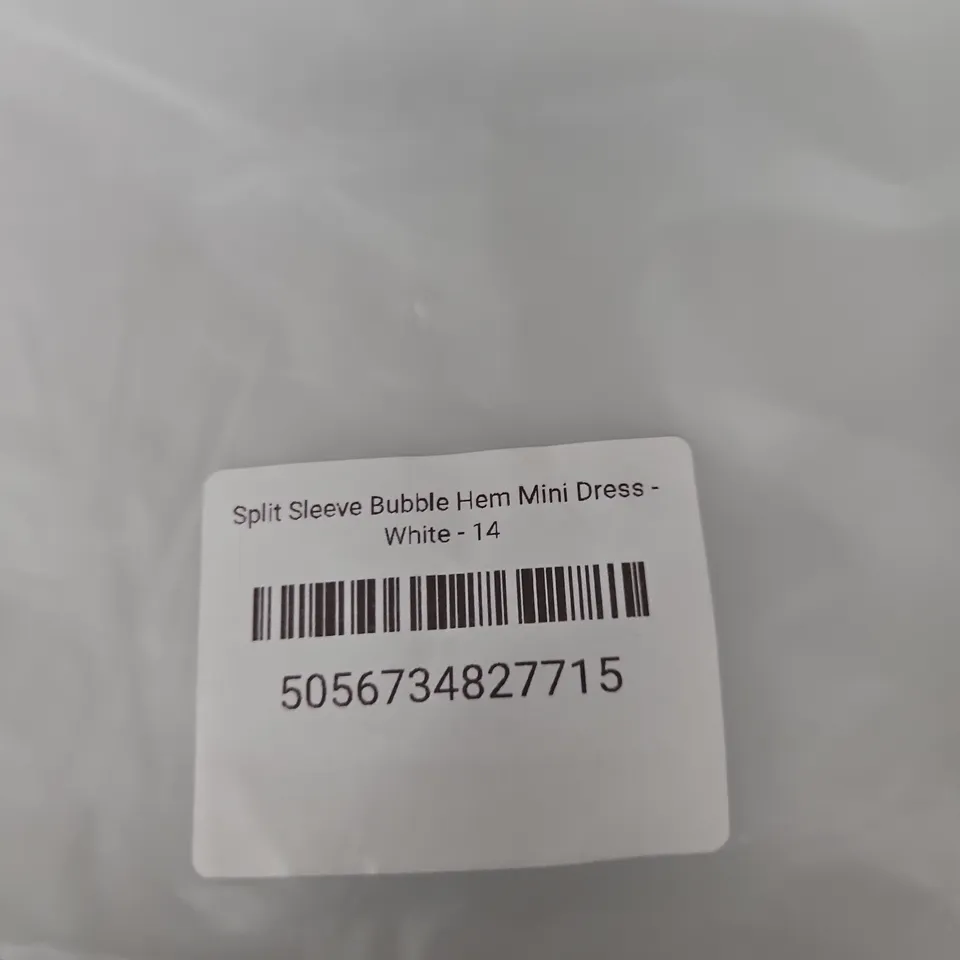 Split Sleeve Bubble Hem Mini Dress -
White - 14
5056734827715